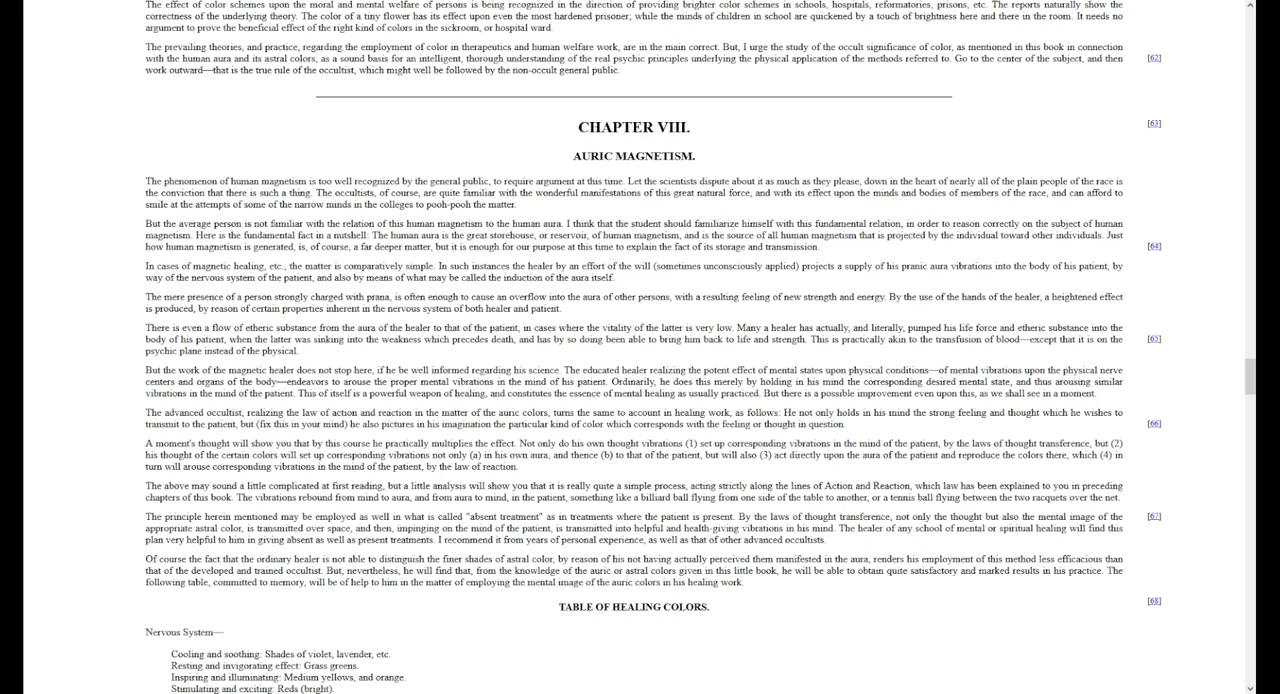 The effect of color schemes upon the moral and mental welfare of persons is being recognized in the direction of providing brighter color schemes in schools, hospitals, reformatories, prisons, etc. The reports naturally show the
correctness of the underlying theory. The color of a tiny flower has its effect upon even the most hardened prisoner; while the minds of children in school are quickened by a touch of brightness here and there in the room. It needs no
argument to prove the beneficial effect of the right kind of colors in the sickroom, or hospital ward.
The prevailing theories, and practice, regarding the employment of color in therapeutics and human welfare work, are in the main correct. But, I urge the study of the occult significance of color, as mentioned in this book in connection
with the human aura and its astral colors, as a sound basis for an intelligent, thorough understanding of the real psychic principles underlying the physical application of the methods referred to. Go to the center of the subject, and then [62]
work outward—that is the true rule of the occultist, which might well be followed by the non-occult general public.
CHAPTER VIII. [63]
AURIC MAGNETISM.
The phenomenon of human magnetism is too well recognized by the general public, to require argument at this time. Let the scientists dispute about it as much as they please, down in the heart of nearly all of the plain people of the race is
the conviction that there is such a thing. The occultists, of course, are quite familiar with the wonderful manifestations of this great natural force, and with its effect upon the minds and bodies of members of the race, and can afford to
smile at the attempts of some of the narrow minds in the colleges to pooh-pooh the matter.
But the average person is not familiar with the relation of this human magnetism to the human aura. I think that the student should familiarize himself with this fundamental relation, in order to reason correctly on the subject of human
magnetism. Here is the fundamental fact in a nutshell: The human aura is the great storehouse, or reservoir, of human magnetism, and is the source of all human magnetism that is projected by the individual toward other individuals. Just
how human magnetism is generated, is, of course, a far deeper matter, but it is enough for our purpose at this time to explain the fact of its storage and transmission. [64]
In cases of magnetic healing, etc., the matter is comparatively simple. In such instances the healer by an effort of the will (sometimes unconsciously applied) projects a supply of his pranic aura vibrations into the body of his patient, by
way of the nervous system of the patient, and also by means of what may be called the induction of the aura itself.
The mere presence of a person strongly charged with prana, is often enough to cause an overflow into the aura of other persons, with a resulting feeling of new strength and energy. By the use of the hands of the healer, a heightened effect
is produced, by reason of certain properties inherent in the nervous system of both healer and patient.
There is even a flow of etheric substance from the aura of the healer to that of the patient, in cases where the vitality of the latter is very low. Many a healer has actually, and literally, pumped his life force and etheric substance into the
body of his patient, when the latter was sinking into the weakness which precedes death, and has by so doing been able to bring him back to life and strength. This is practically akin to the transfusion of blood—except that it is on the [65]
psychic plane instead of the physical.
But the work of the magnetic healer does not stop here, if he be well informed regarding his science. The educated healer realizing the potent effect of mental states upon physical conditions—of mental vibrations upon the physical nerve
centers and organs of the body—endeavors to arouse the proper mental vibrations in the mind of his patient. Ordinarily, he does this merely by holding in his mind the corresponding desired mental state, and thus arousing similar
vibrations in the mind of the patient. This of itself is a powerful weapon of healing, and constitutes the essence of mental healing as usually practiced. But there is a possible improvement even upon this, as we shall see in a moment.
The advanced occultist, realizing the law of action and reaction in the matter of the auric colors, turns the same to account in healing work, as follows: He not only holds in his mind the strong feeling and thought which he wishes to
transmit to the patient, but (fix this in your mind) he also pictures in his imagination the particular kind of color which corresponds with the feeling or thought in question. [66]
A moment's thought will show you that by this course he practically multiplies the effect. Not only do his own thought vibrations (1) set up corresponding vibrations in the mind of the patient, by the laws of thought transference, but (2)
his thought of the certain colors will set up corresponding vibrations not only (a) in his own aura, and thence (b) to that of the patient, but will also (3) act directly upon the aura of the patient and reproduce the colors there, which (4) in
turn will arouse corresponding vibrations in the mind of the patient, by the law of reaction.
The above may sound a little complicated at first reading, but a little analysis will show you that it is really quite a simple process, acting strictly along the lines of Action and Reaction, which law has been explained to you in preceding
chapters of this book. The vibrations rebound from mind to aura, and from aura to mind, in the patient, something like a billiard ball flying from one side of the table to another, or a tennis ball flying between the two racquets over the net.
The principle herein mentioned may be employed as well in what is called "absent treatment" as in treatments where the patient is present. By the laws of thought transference, not only the thought but also the mental image of the [67]
appropriate astral color, is transmitted over space, and then, impinging on the mind of the patient, is transmitted into helpful and health-giving vibrations in his mind. The healer of any school of mental or spiritual healing will find this
plan very helpful to him in giving absent as well as present treatments. I recommend it from years of personal experience, as well as that of other advanced occultists.
Of course the fact that the ordinary healer is not able to distinguish the finer shades of astral color, by reason of his not having actually perceived them manifested in the aura, renders his employment of this method less efficacious than
that of the developed and trained occultist. But, nevertheless, he will find that, from the knowledge of the auric or astral colors given in this little book, he will be able to obtain quite satisfactory and marked results in his practice. The
following table, committed to memory, will be of help to him in the matter of employing the mental image of the auric colors in his healing work.
TABLE OF HEALING COLORS. [68]
Nervous System—
Cooling and soothing: Shades of violet, lavender, etc.
Resting and invigorating effect: Grass greens.
Inspiring and illuminating: Medium yellows, and orange.
Stimulating and exciting: Reds (bright).